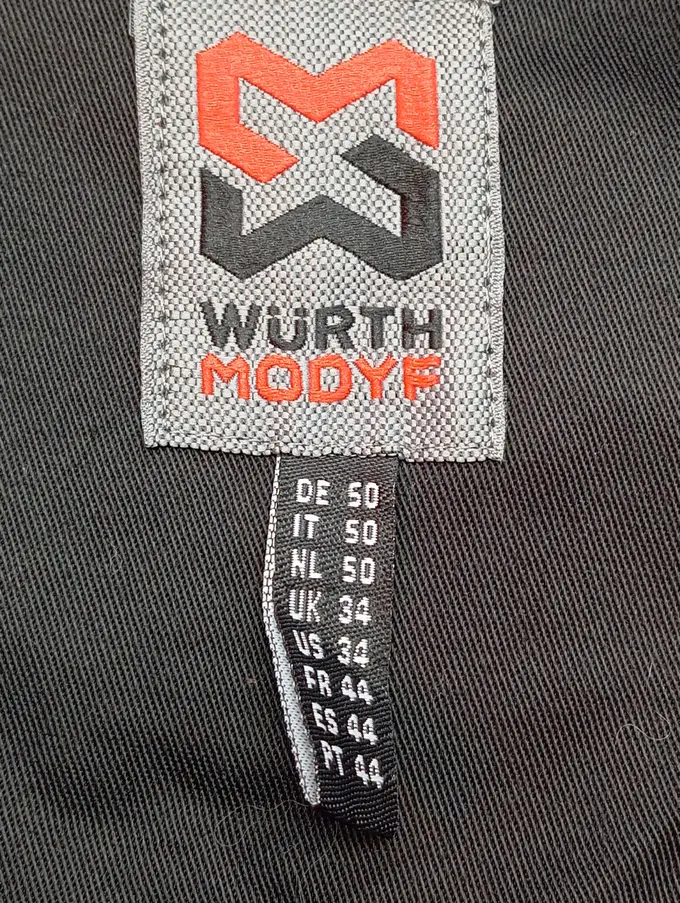 WüRTH
MODYF
DE 50
IT 50
NL 50
UK 34
US 34
FR 44
ES 44
PT 44